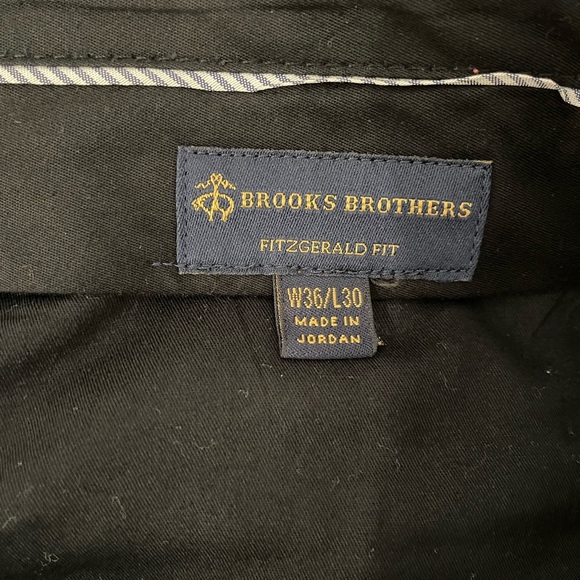 BROOKS BROTHERS
FITZGERALD FIT
W36/L30
MADE IN
JORDAN